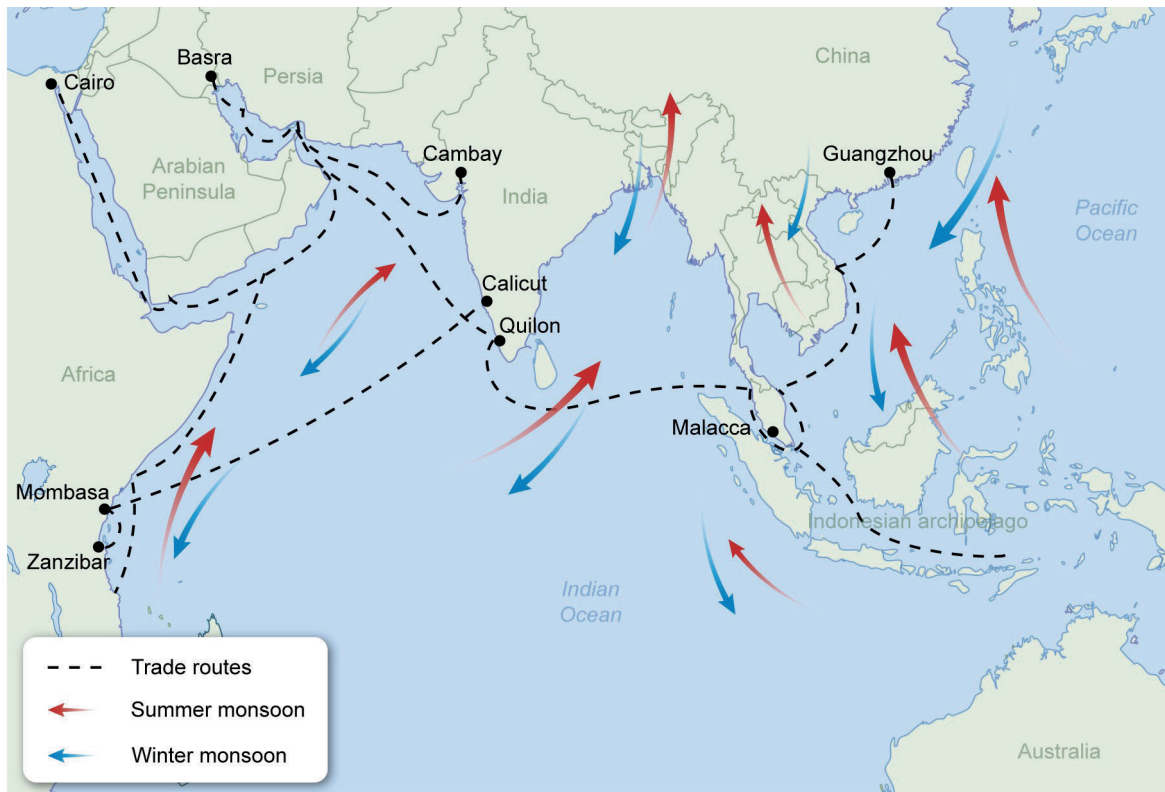 Basra
Cairo
Persia
China
Arabian
Peninsula
Cambay
India
Guangzhou
Pacific
Ocean
Calicut
Quilon
Africa
Malacca
Mombasa
Indonesian archipelago
Zanzibar
Indian
Ocean
Trade routes
Summer monsoon
Winter monsoon
Australia